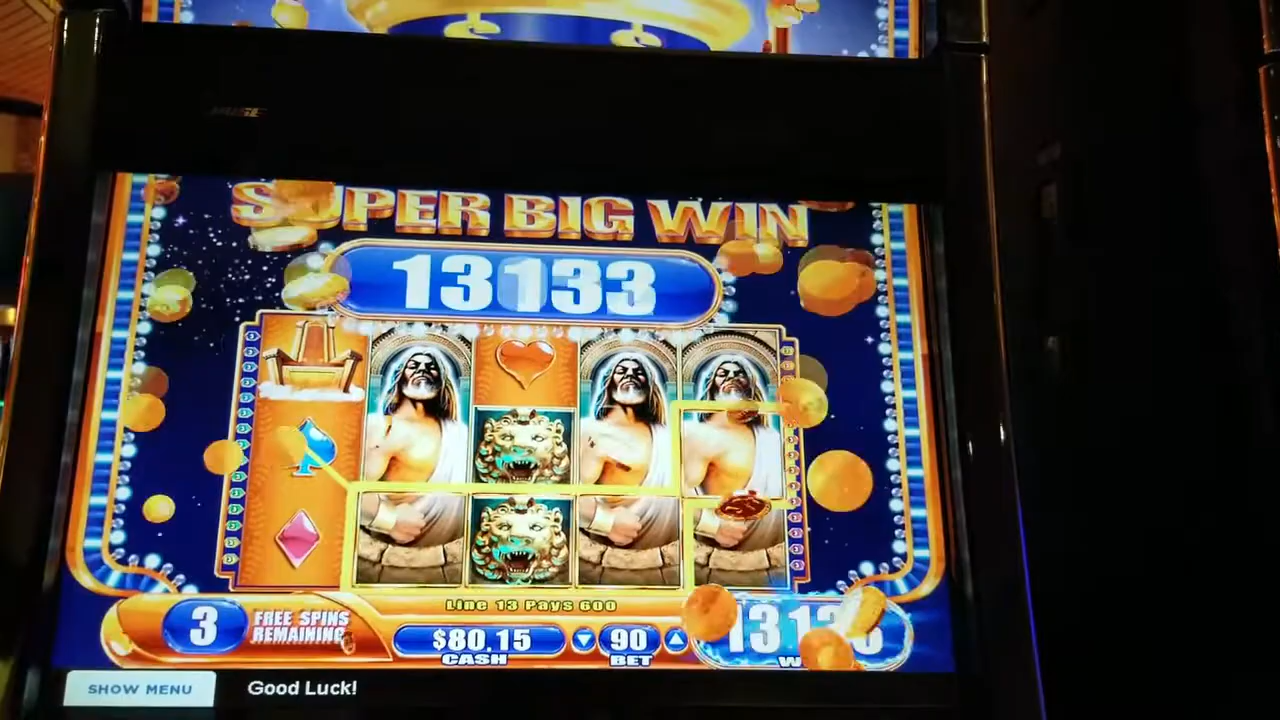 SUPER BIG WIN
13133
Line 13 Pays 600
3 FREE SPINS REMAINING
$80.15
CASH
90
BET
SHOW MENU
Good Luck!